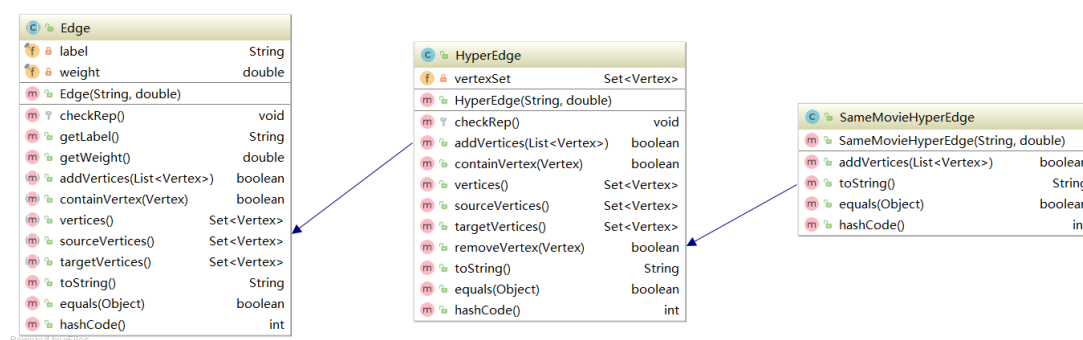 Edge
label String
weight double
Edge(String, double)
checkRep() void
getLabel() String
getWeight() double
addVertices(List<Vertex>) boolean
containVertex(Vertex) boolean
vertices() Set<Vertex>
sourceVertices() Set<Vertex>
targetVertices() Set<Vertex>
toString() String
equals(Object) boolean
hashCode() int
HyperEdge
vertexSet Set<Vertex>
HyperEdge(String, double)
checkRep() void
addVertices(List<Vertex>) boolean
containVertex(Vertex) boolean
vertices() Set<Vertex>
sourceVertices() Set<Vertex>
targetVertices() Set<Vertex>
removeVertex(Vertex) boolean
toString() String
equals(Object) boolean
hashCode() int
SameMovieHyperEdge
SameMovieHyperEdge(String, double)
addVertices(List<Vertex>)
toString()
equals(Object)
hashCode()